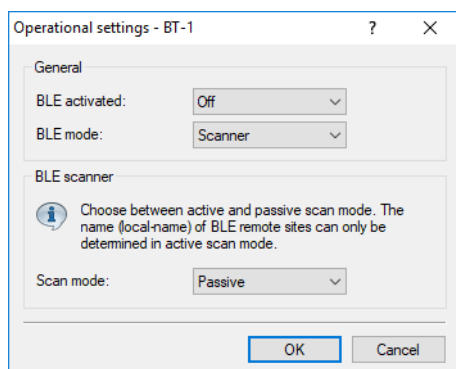 Operational settings - BT-1
?
General
BLE activated:
Off
BLE mode:
Scanner
BLE scanner
Choose between active and passive scan mode. The
name (local-name) of BLE remote sites can only be
determined in active scan mode.
Scan mode:
Passive
OK
Cancel